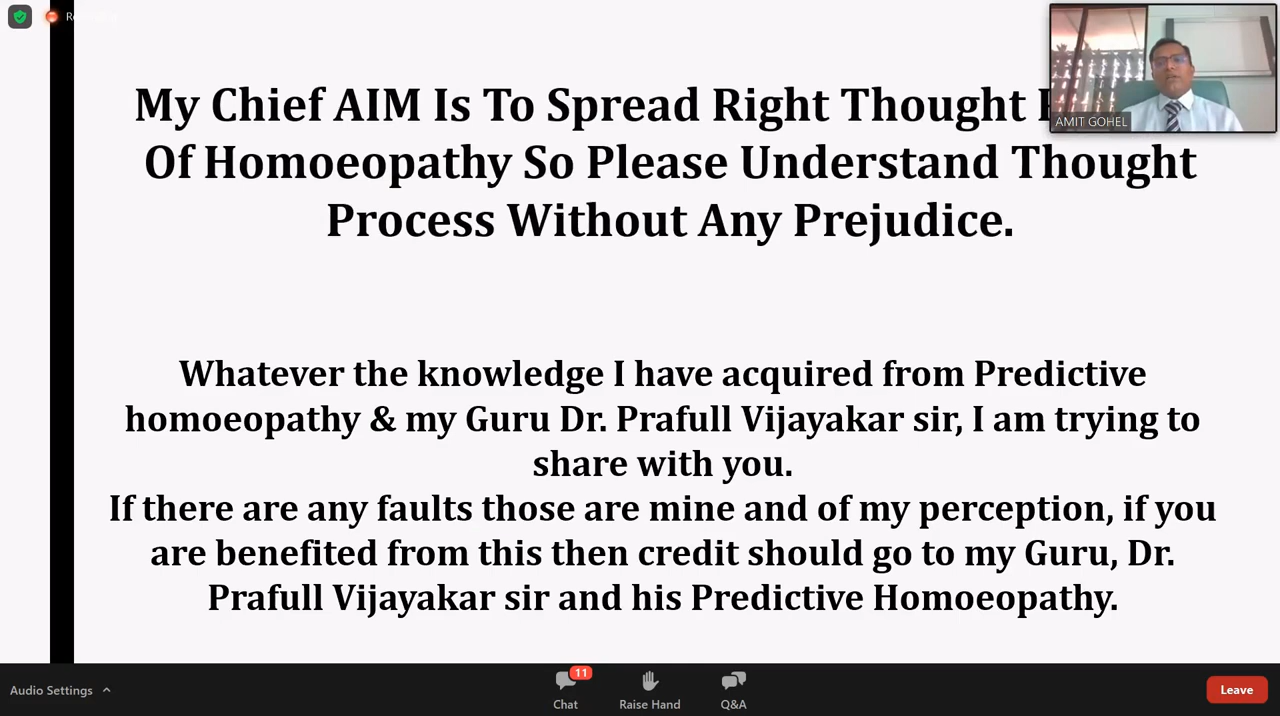 My Chief AIM Is To Spread Right Thought
AMIT GOHEL
Of Homoeopathy So Please Understand Thought
Process Without Any Prejudice.
Whatever the knowledge I have acquired from Predictive
homoeopathy & my Guru Dr. Prafull Vijayakar sir, I am trying to
share with you.
If there are any faults those are mine and of my perception, if you
are benefited from this then credit should go to my Guru, Dr.
Prafull Vijayakar sir and his Predictive Homoeopathy.
Audio Settings
11
Chat
Raise Hand
Q&A
Leave